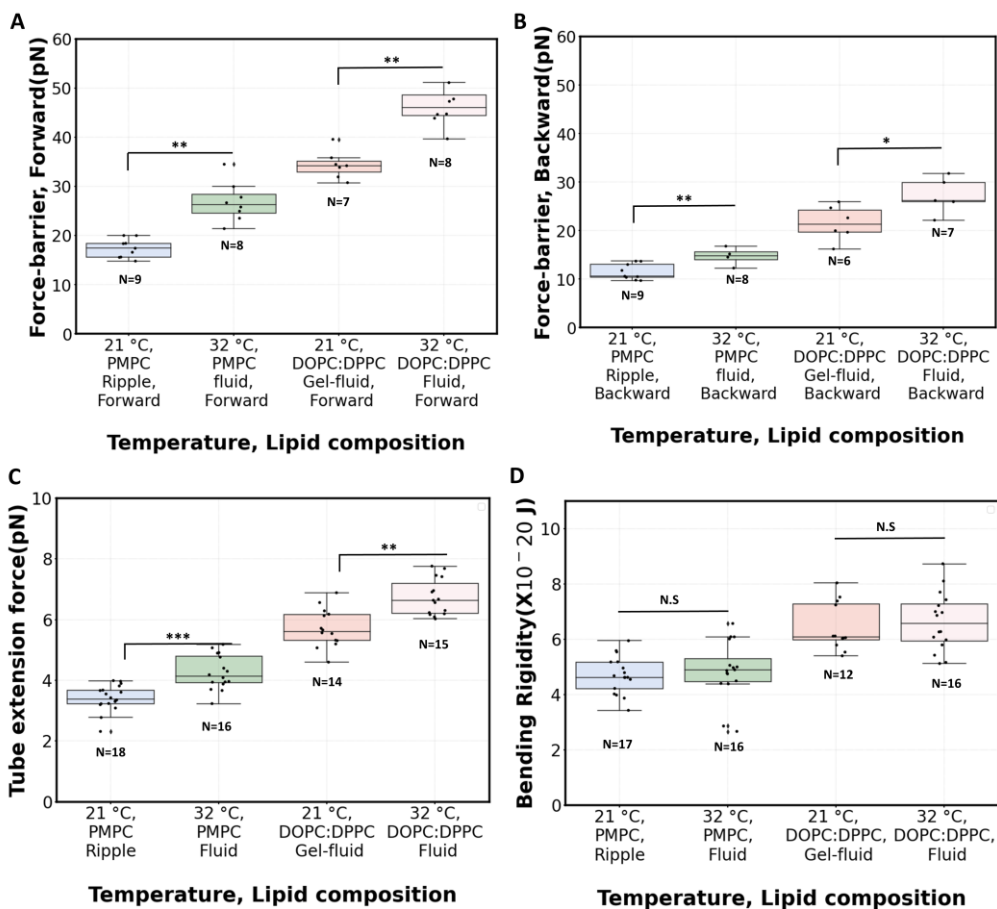 A
Force-barrier, Forward(pN)
60
50
40
30
20
10
0
**
**
N=9
N=8
N=7
N=8
21 °C, 32 °C, 21 °C, 32 °C,
PMPC PMPC DOPC:DPPC DOPC:DPPC
Ripple, fluid, Gel-fluid, Fluid,
Forward Forward Forward Forward
Temperature, Lipid composition
B
Force-barrier, Backward(pN)
60
50
40
30
20
10
0
**
*
N=9
N=8
N=6
N=7
21 °C, 32 °C, 21 °C, 32 °C,
PMPC PMPC DOPC:DPPC DOPC:DPPC
Ripple, fluid, Gel-fluid, Fluid,
Backward Backward Backward Backward
Temperature, Lipid composition
C
Tube extension force(pN)
10
8
6
4
2
0
***
**
N=18
N=16
N=14
N=15
21 °C, 32 °C, 21 °C, 32 °C,
PMPC PMPC DOPC:DPPC DOPC:DPPC
Ripple Fluid Gel-fluid Fluid
Temperature, Lipid composition
D
Bending Rigidity(X10⁻ 20 J)
10
8
6
4
2
0
N.S
N.S
N=17
N=16
N=12
N=16
21 °C, 32 °C, 21 °C, 32 °C,
PMPC, PMPC, DOPC:DPPC, DOPC:DPPC,
Ripple Fluid Gel-fluid Fluid
Temperature, Lipid composition